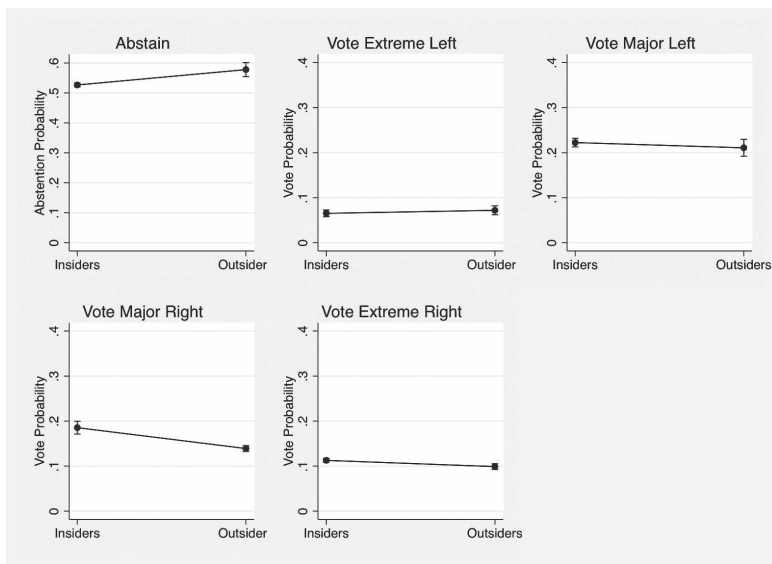 Abstain
Abstention Probability
.6
.5
.4
.3
.2
.1
0
Insiders
Outsider
Vote Extreme Left
Vote Probability
.4
.3
.2
.1
0
Insiders
Outsider
Vote Major Left
Vote Probability
.4
.3
.2
.1
0
Insiders
Outsiders
Vote Major Right
Vote Probability
.4
.3
.2
.1
0
Insiders
Outsider
Vote Extreme Right
Vote Probability
.4
.3
.2
.1
0
Insiders
Outsiders